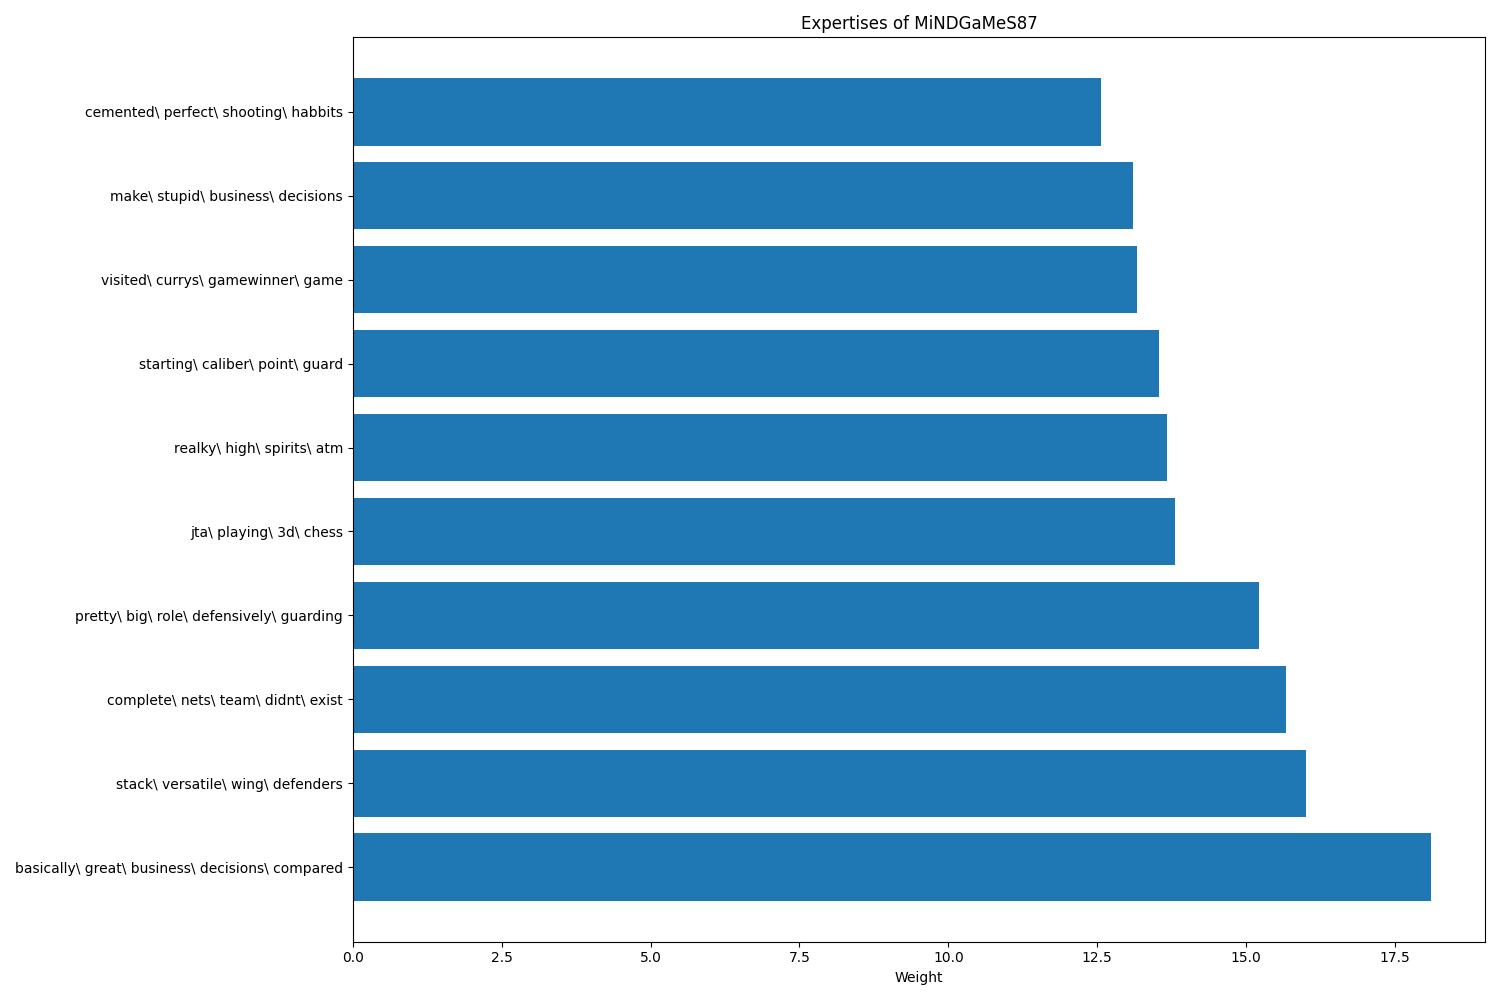 Expertises of MiNDGaMeS87
cemented\ perfect\ shooting\ habbits
make\ stupid\ business\ decisions
visited\ currys\ gamewinner\ game
starting\ caliber\ point\ guard
realky\ high\ spirits\ atm
jta\ playing\ 3d\ chess
pretty\ big\ role\ defensively\ guarding
complete\ nets\ team\ didnt\ exist
stack\ versatile\ wing\ defenders
basically\ great\ business\ decisions\ compared
0.0 2.5 5.0 7.5 10.0 12.5 15.0 17.5
Weight